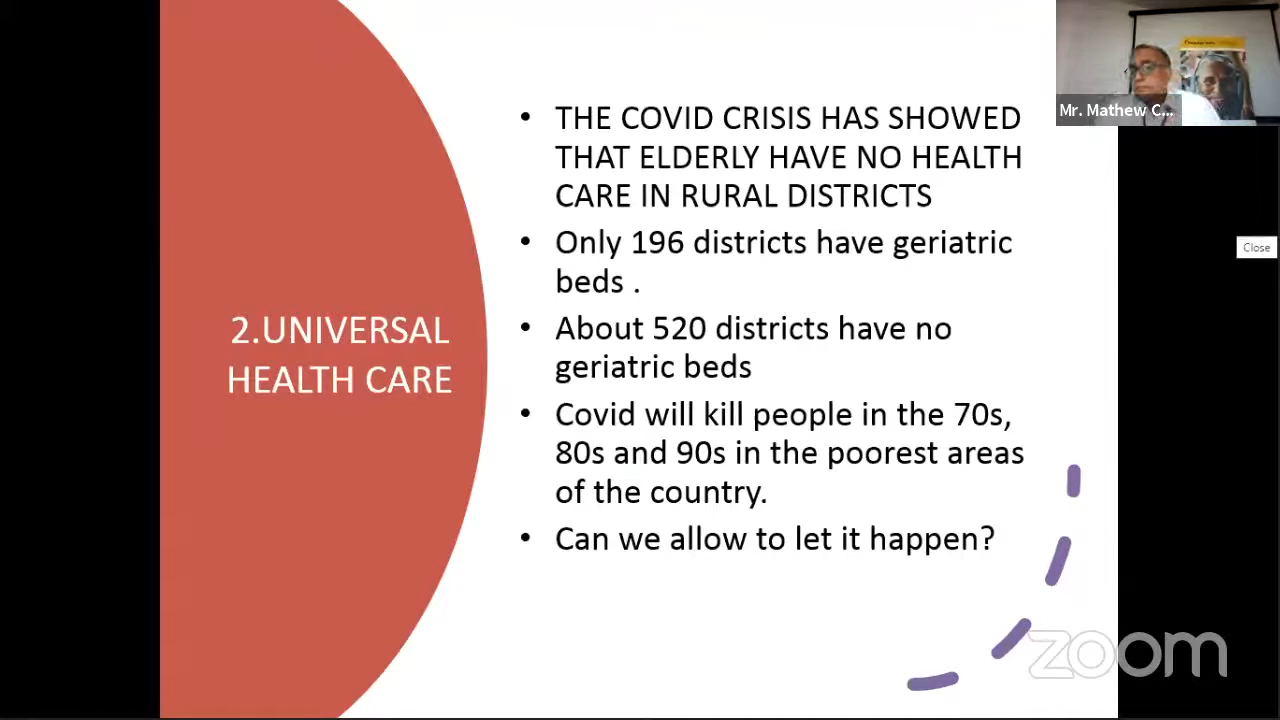 2.UNIVERSAL
HEALTH CARE
• THE COVID CRISIS HAS SHOWED
THAT ELDERLY HAVE NO HEALTH
CARE IN RURAL DISTRICTS
• Only 196 districts have geriatric
beds .
• About 520 districts have no
geriatric beds
• Covid will kill people in the 70s,
80s and 90s in the poorest areas
of the country.
• Can we allow to let it happen?
Mr. Mathew C...
Close
zoom